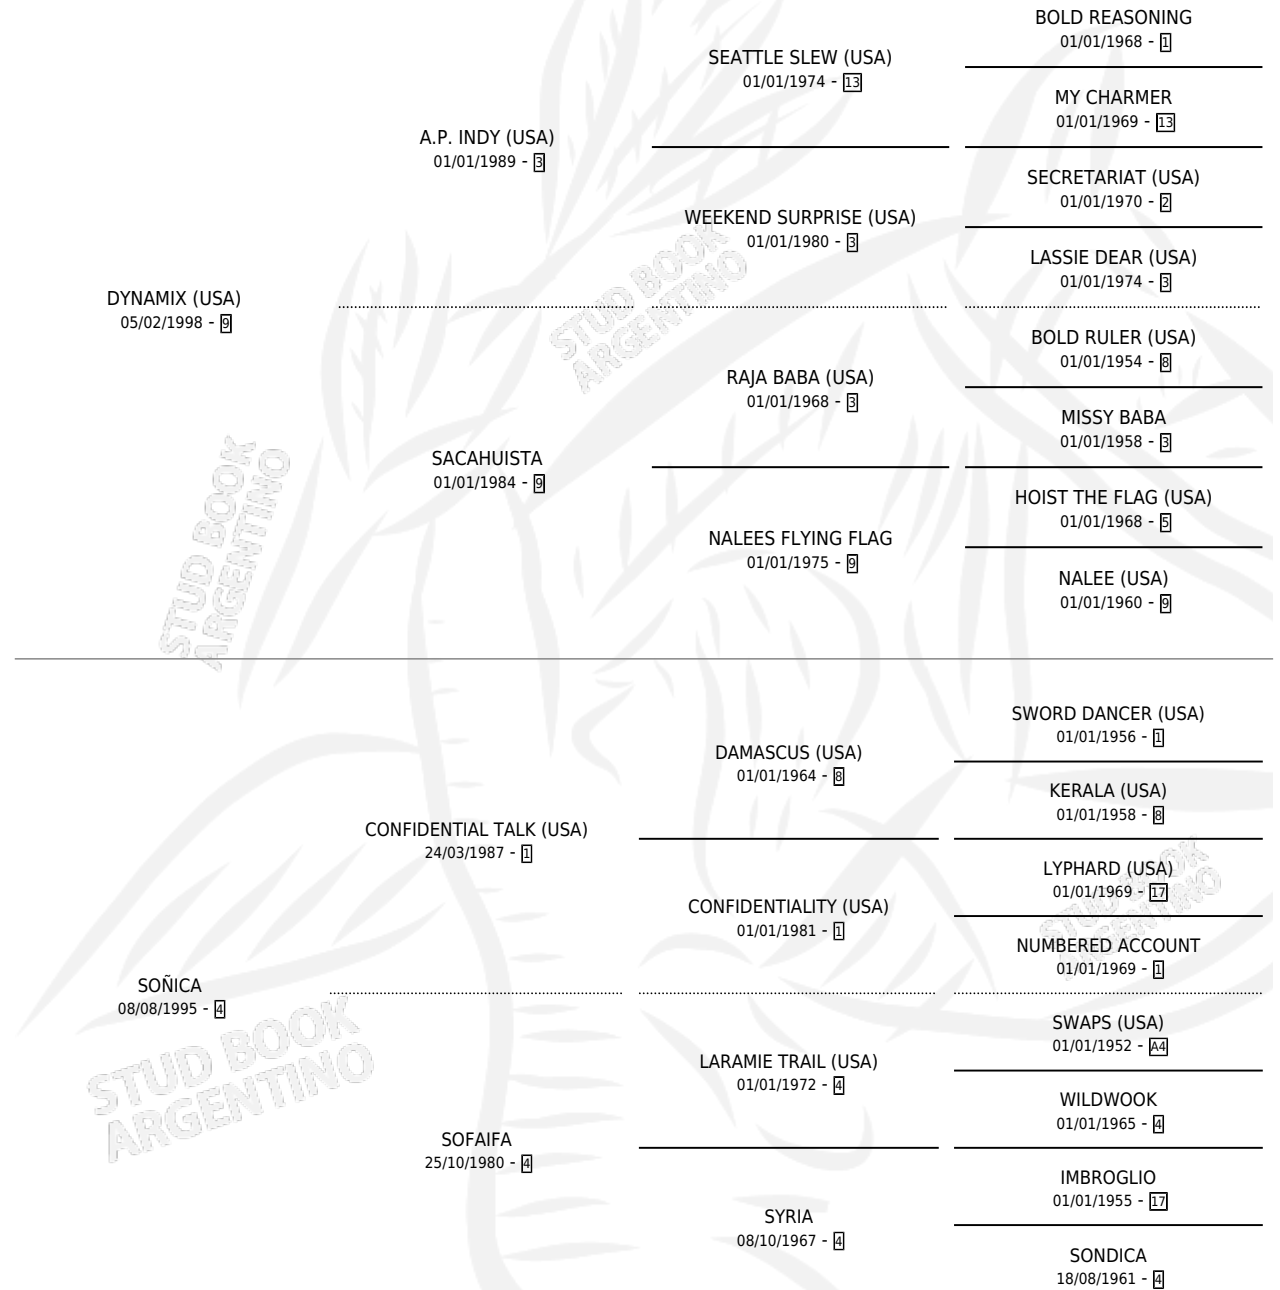 BOLD REASONING
01/01/1968 - 1
SEATTLE SLEW (USA)
01/01/1974 - 13
MY CHARMER
01/01/1969 - 13
A.P. INDY (USA)
01/01/1989 - 3
SECRETARIAT (USA)
01/01/1970 - 2
WEEKEND SURPRISE (USA)
01/01/1980 - 3
LASSIE DEAR (USA)
01/01/1974 - 3
DYNAMIX (USA)
05/02/1998 - 9
BOLD RULER (USA)
01/01/1954 - 8
RAJA BABA (USA)
01/01/1968 - 3
MISSY BABA
01/01/1958 - 3
SACAHUISTA
01/01/1984 - 9
HOIST THE FLAG (USA)
01/01/1968 - 5
NALEES FLYING FLAG
01/01/1975 - 9
NALEE (USA)
01/01/1960 - 9
SWORD DANCER (USA)
01/01/1956 - 1
DAMASCUS (USA)
01/01/1964 - 8
KERALA (USA)
01/01/1958 - 8
CONFIDENTIAL TALK (USA)
24/03/1987 - 1
LYPHARD (USA)
01/01/1969 - 17
CONFIDENTIALITY (USA)
01/01/1981 - 1
NUMBERED ACCOUNT
01/01/1969 - 1
SOÑICA
08/08/1995 - 4
SWAPS (USA)
01/01/1952 - A4
LARAMIE TRAIL (USA)
01/01/1972 - 4
WILDWOOK
01/01/1965 - 4
SOFAIFA
25/10/1980 - 4
IMBROGLIO
01/01/1955 - 17
SYRIA
08/10/1967 - 4
SONDICA
18/08/1961 - 4
STUD BOOK
ARGENTINO
STUD BOOK
ARGENTINO
STUD BOOK
ARGENTINO
STUD BOOK
ARGENTINO